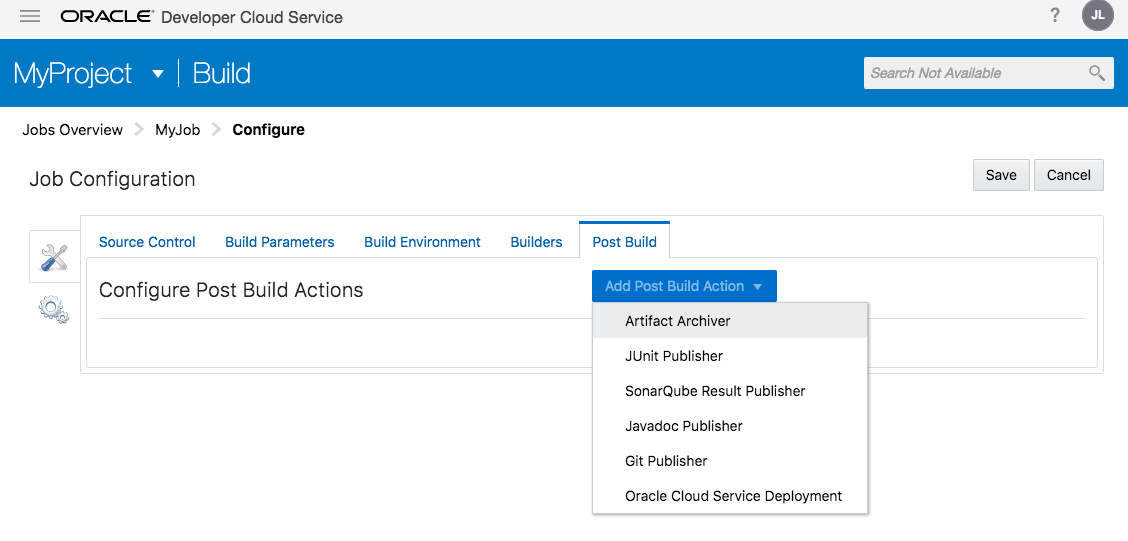 ORACLE® Developer Cloud Service ? JL
MyProject Build Search Not Available
Jobs Overview MyJob Configure
Job Configuration Save Cancel
Source Control Build Parameters Build Environment Builders Post Build
Configure Post Build Actions Add Post Build Action
Artifact Archiver
JUnit Publisher
SonarQube Result Publisher
Javadoc Publisher
Git Publisher
Oracle Cloud Service Deployment